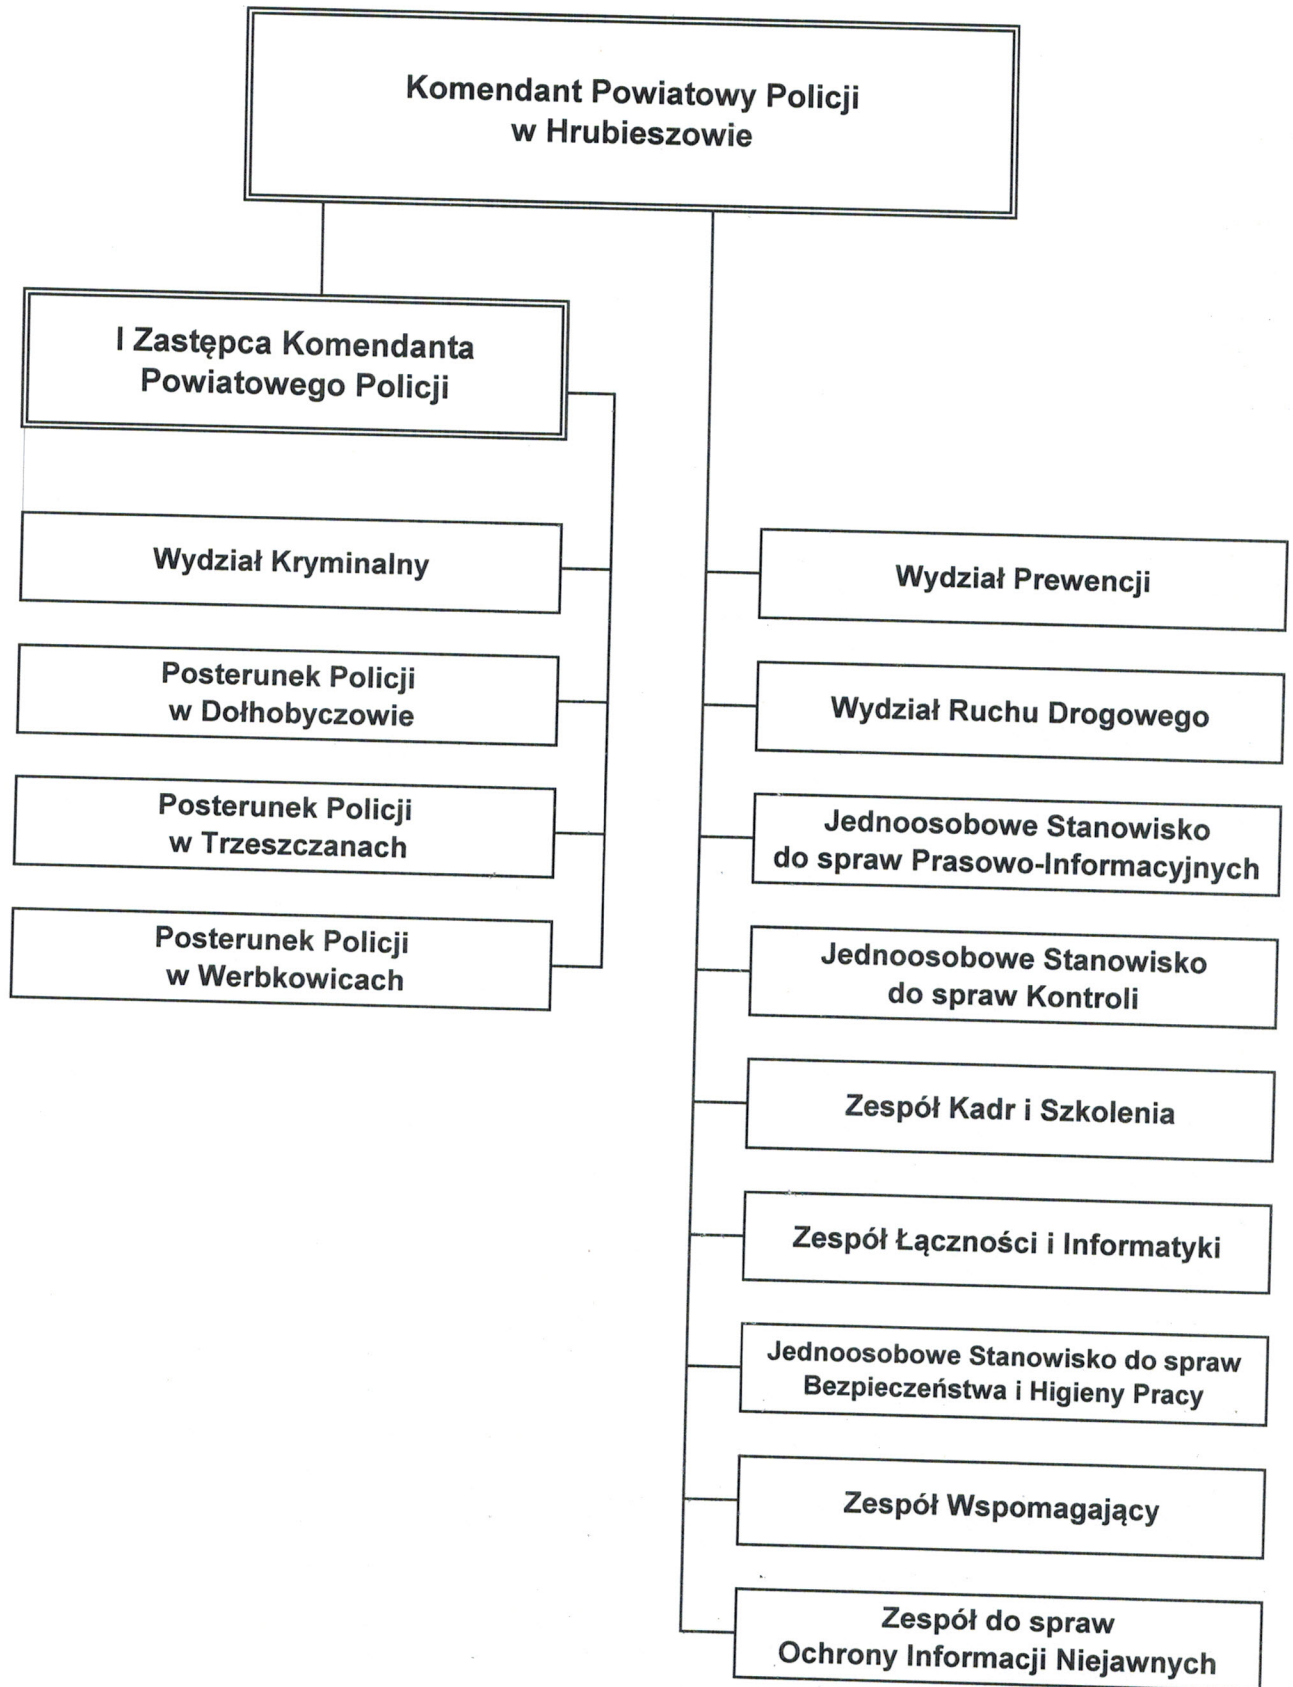 Komendant Powiatowy Policji
w Hrubieszowie
I Zastępca Komendanta
Powiatowego Policji
Wydział Kryminalny
Posterunek Policji
w Dołhobyczowie
Posterunek Policji
w Trzeszczanach
Posterunek Policji
w Werbkowicach
Wydział Prewencji
Wydział Ruchu Drogowego
Jednoosobowe Stanowisko
do spraw Prasowo-Informacyjnych
Jednoosobowe Stanowisko
do spraw Kontroli
Zespół Kadr i Szkolenia
Zespół Łączności i Informatyki
Jednoosobowe Stanowisko do spraw
Bezpieczeństwa i Higieny Pracy
Zespół Wspomagający
Zespół do spraw
Ochrony Informacji Niejawnych